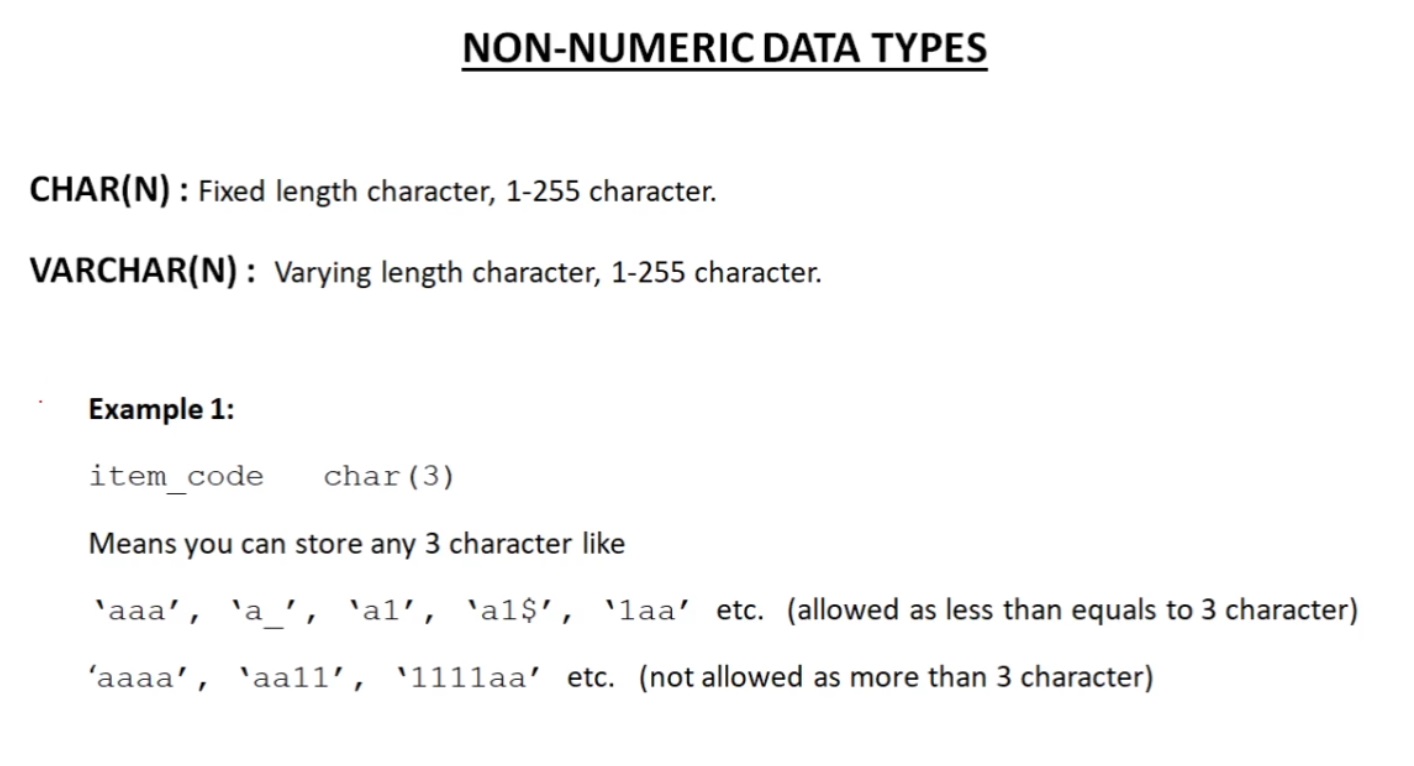 NON-NUMERIC DATA TYPES
CHAR(N) : Fixed length character, 1-255 character.
VARCHAR(N) : Varying length character, 1-255 character.
Example 1:
item_code char(3)
Means you can store any 3 character like
‵aaa′, ‵a_′, ‵a1′, ‵a1$′, ‵1aa′ etc. (allowed as less than equals to 3 character)
‘aaaa′, ‵aa11′, ‵1111aa′ etc. (not allowed as more than 3 character)